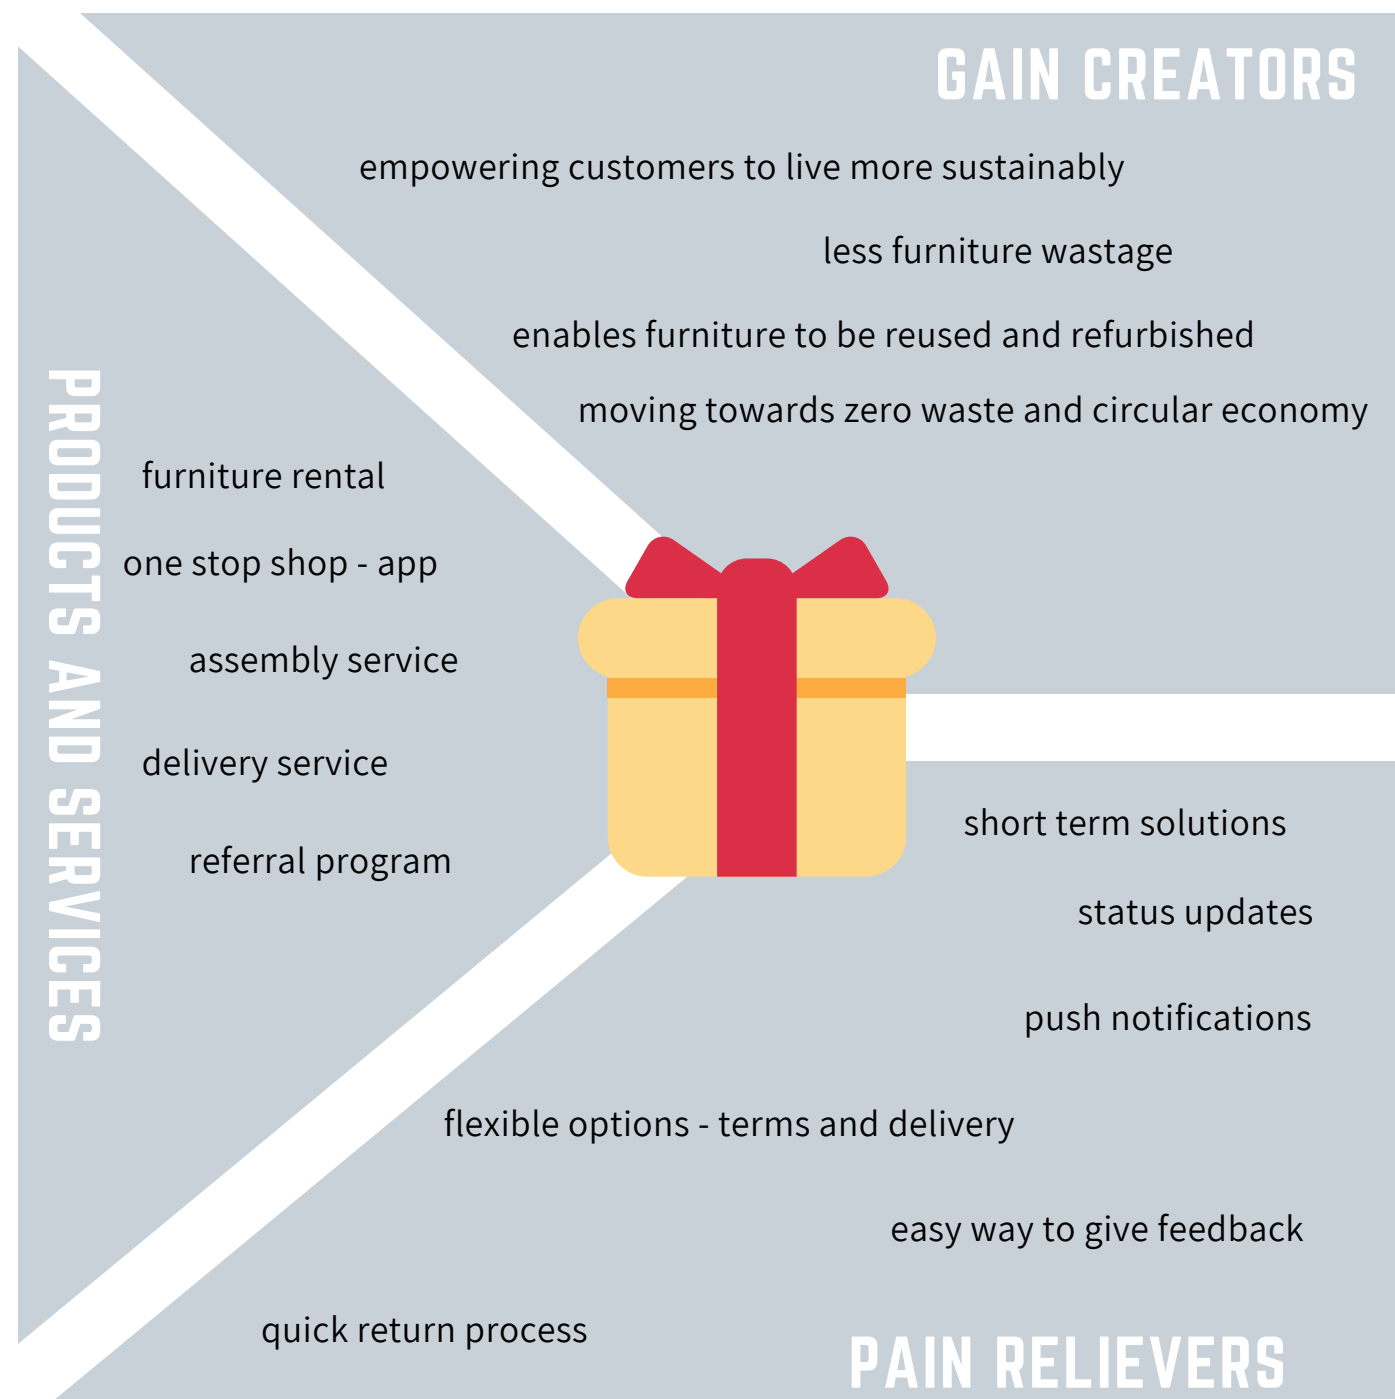 GAIN CREATORS
empowering customers to live more sustainably
less furniture wastage
enables furniture to be reused and refurbished
moving towards zero waste and circular economy
PRODUCTS AND SERVICES
furniture rental
one stop shop - app
assembly service
delivery service
referral program
short term solutions
status updates
push notifications
flexible options - terms and delivery
easy way to give feedback
quick return process
PAIN RELIEVERS